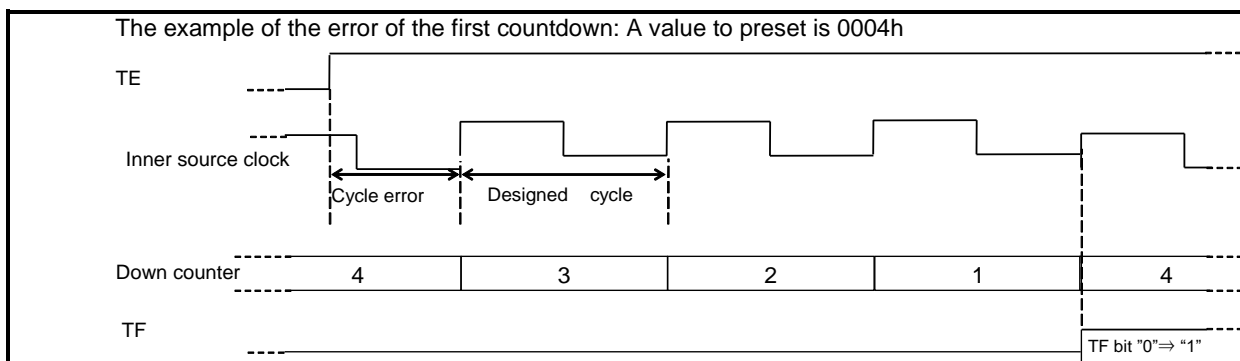 The example of the error of the first countdown: A value to preset is 0004h
TE
Inner source clock
Cycle error
Designed cycle
Down counter
4
3
2
1
4
TF
TF bit ”0”⇒ “1”